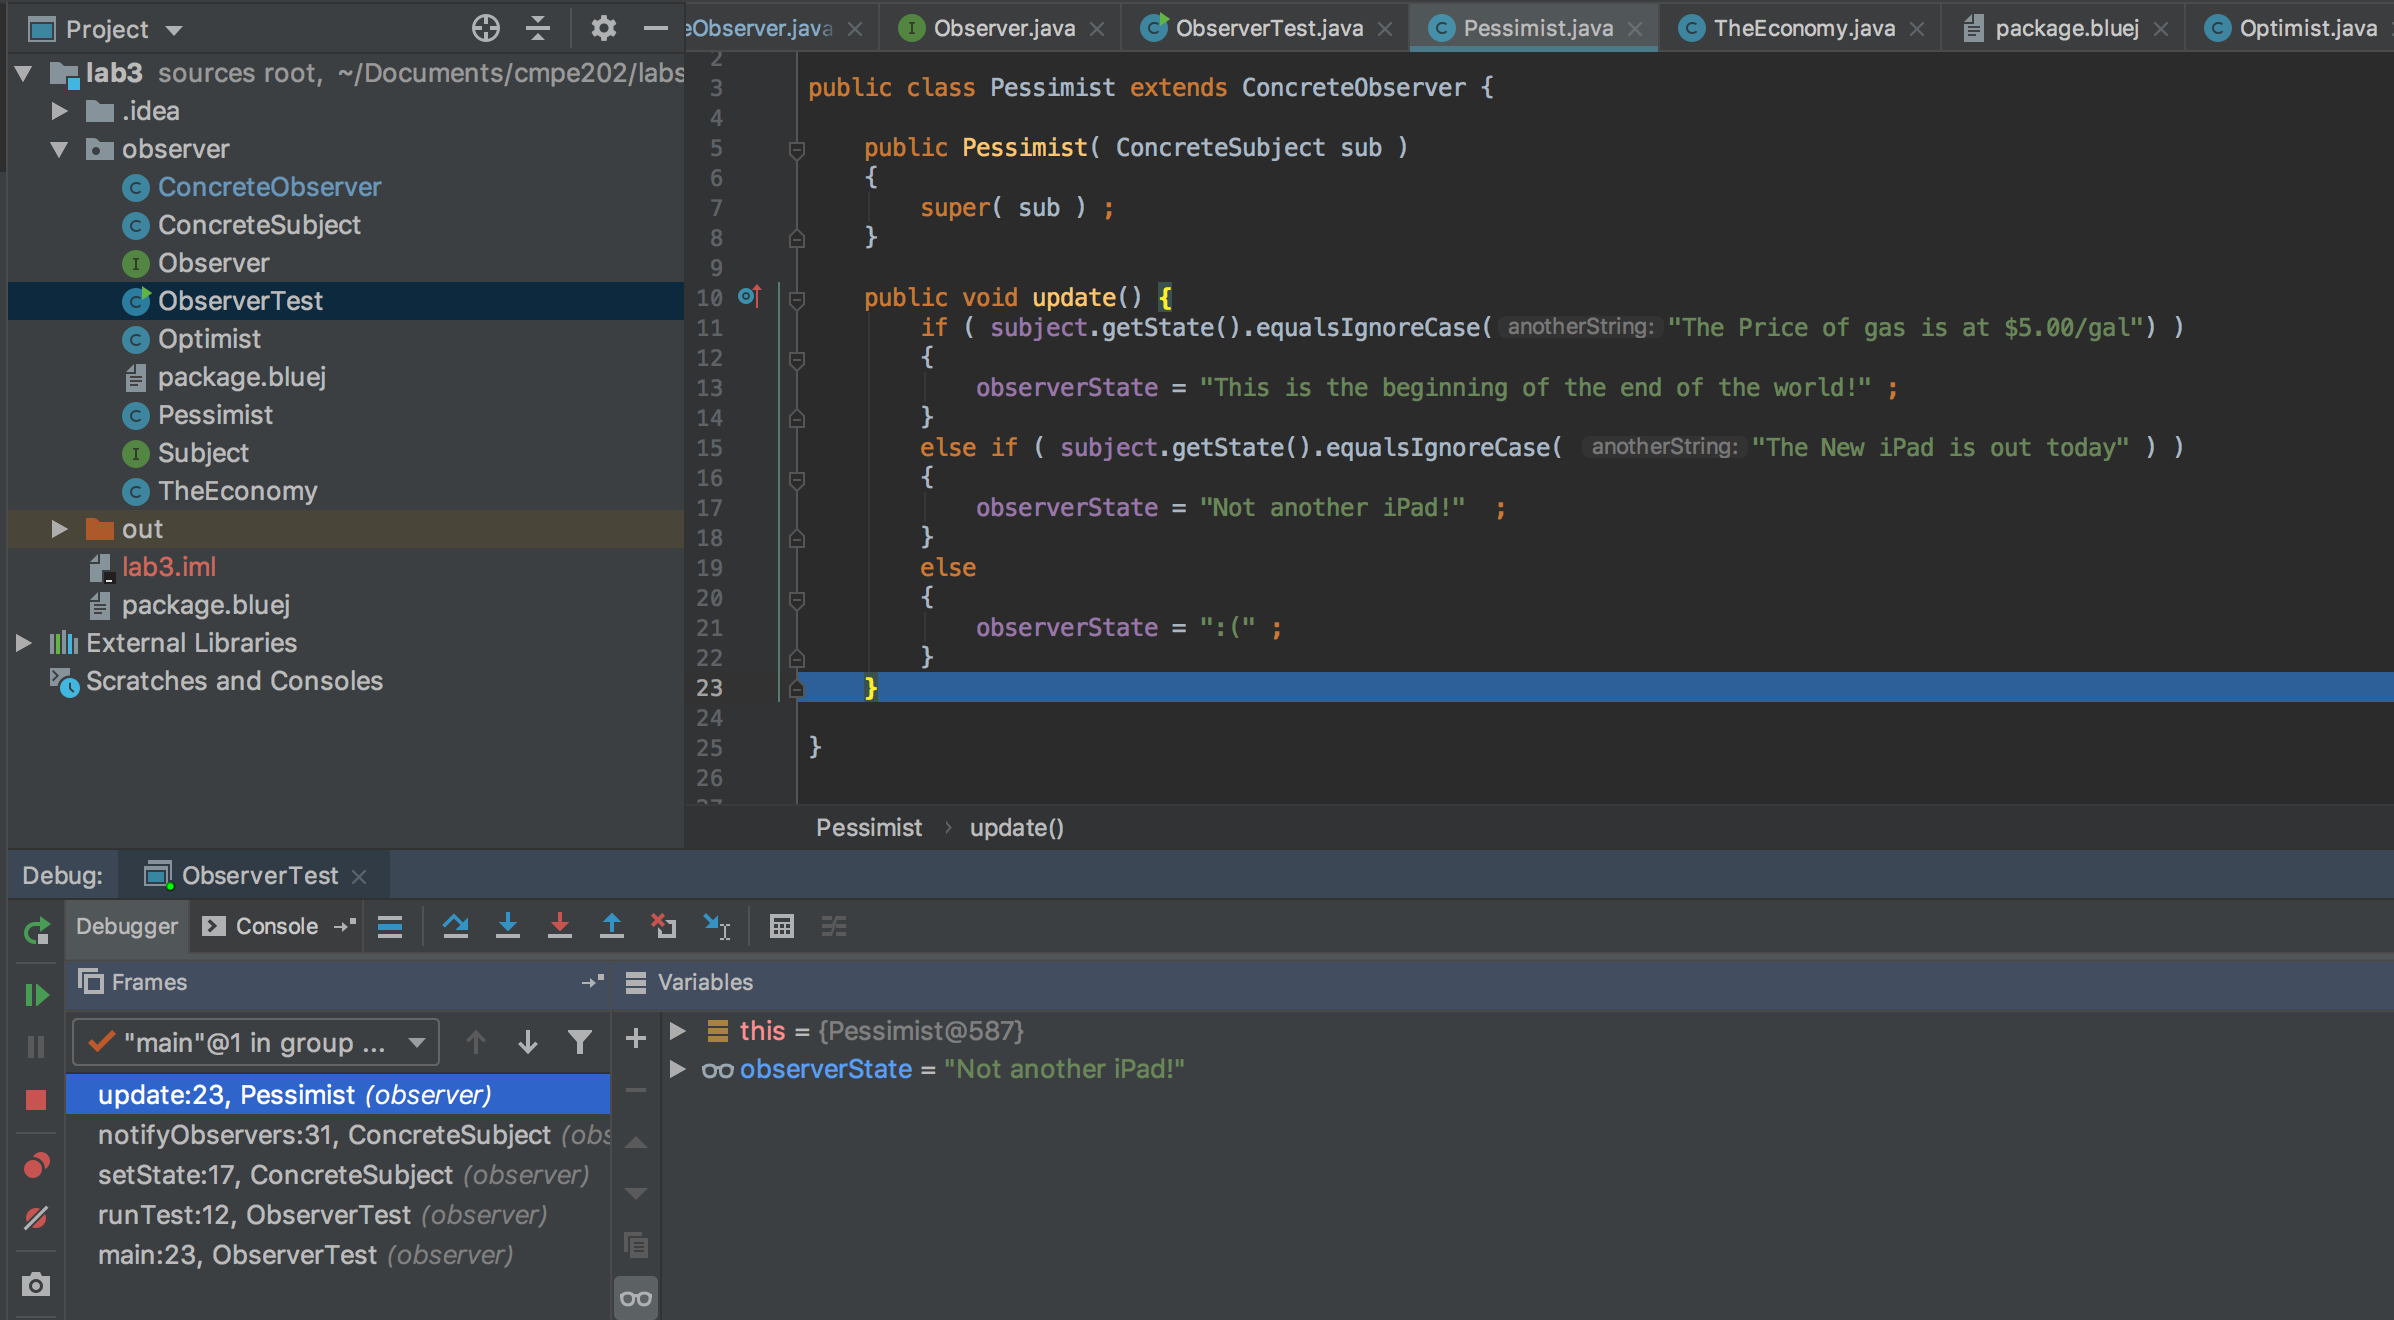 Project
lab3 sources root, ~/Documents/cmpe202/labs
.idea
observer
ConcreteObserver
ConcreteSubject
Observer
ObserverTest
Optimist
package.bluej
Pessimist
Subject
TheEconomy
out
lab3.iml
package.bluej
External Libraries
Scratches and Consoles
eObserver.java Observer.java ObserverTest.java Pessimist.java TheEconomy.java package.bluej Optimist.java
2
3 public class Pessimist extends ConcreteObserver {
4
5 public Pessimist( ConcreteSubject sub )
6 {
7 super( sub ) ;
8 }
9
10 public void update() {
11 if ( subject.getState().equalsIgnoreCase( anotherString: "The Price of gas is at $5.00/gal") )
12 {
13 observerState = "This is the beginning of the end of the world!" ;
14 }
15 else if ( subject.getState().equalsIgnoreCase( anotherString: "The New iPad is out today" ) )
16 {
17 observerState = "Not another iPad!" ;
18 }
19 else
20 {
21 observerState = ":(" ;
22 }
23 }
24
25 }
26
27
Pessimist › update()
Debug: ObserverTest
Debugger Console
Frames
"main"@1 in group ...
update:23, Pessimist (observer)
notifyObservers:31, ConcreteSubject (obs
setState:17, ConcreteSubject (observer)
runTest:12, ObserverTest (observer)
main:23, ObserverTest (observer)
Variables
this = {Pessimist@587}
observerState = "Not another iPad!"